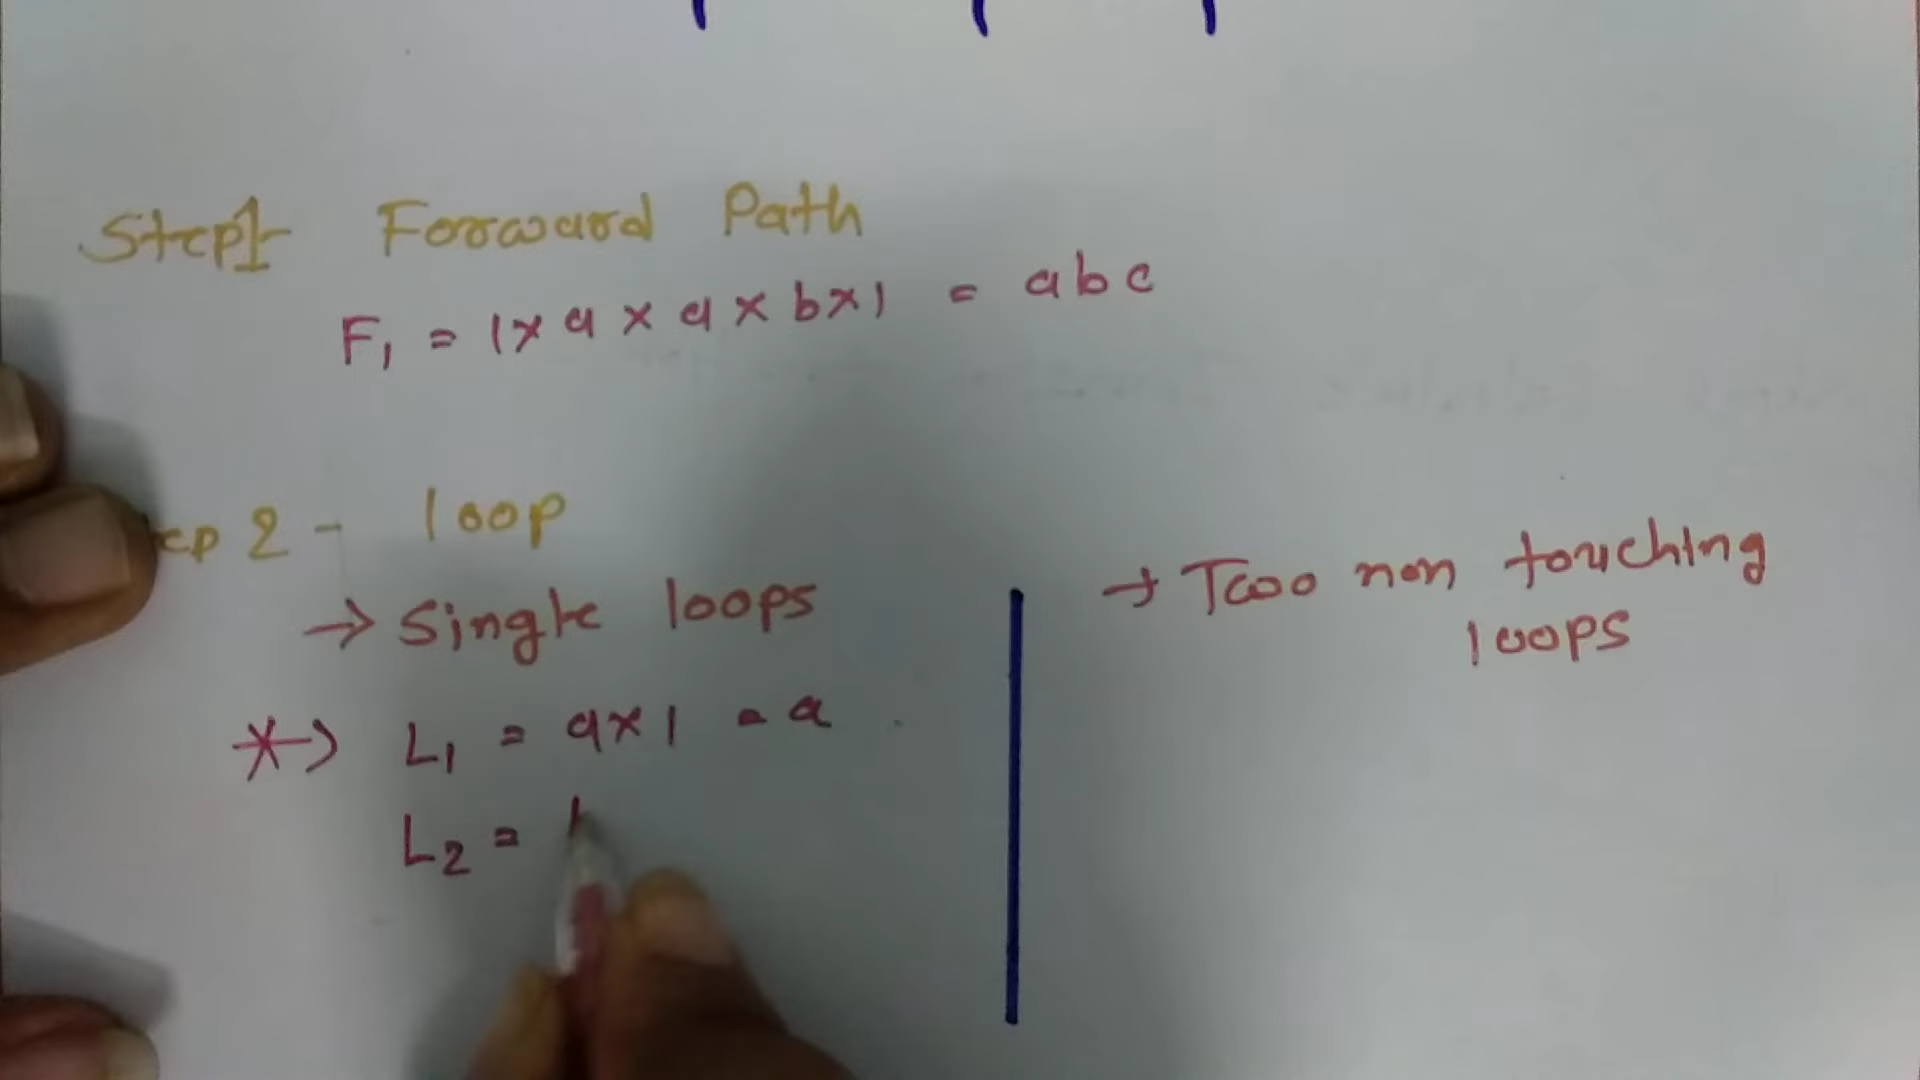 Step1- Forward Path
F1 = 1 x a x a x b x 1 = abc
ep 2 - loop
→ Single loops
→ Two non touching
loops
*→ L1 = a x 1 = a
L2 =